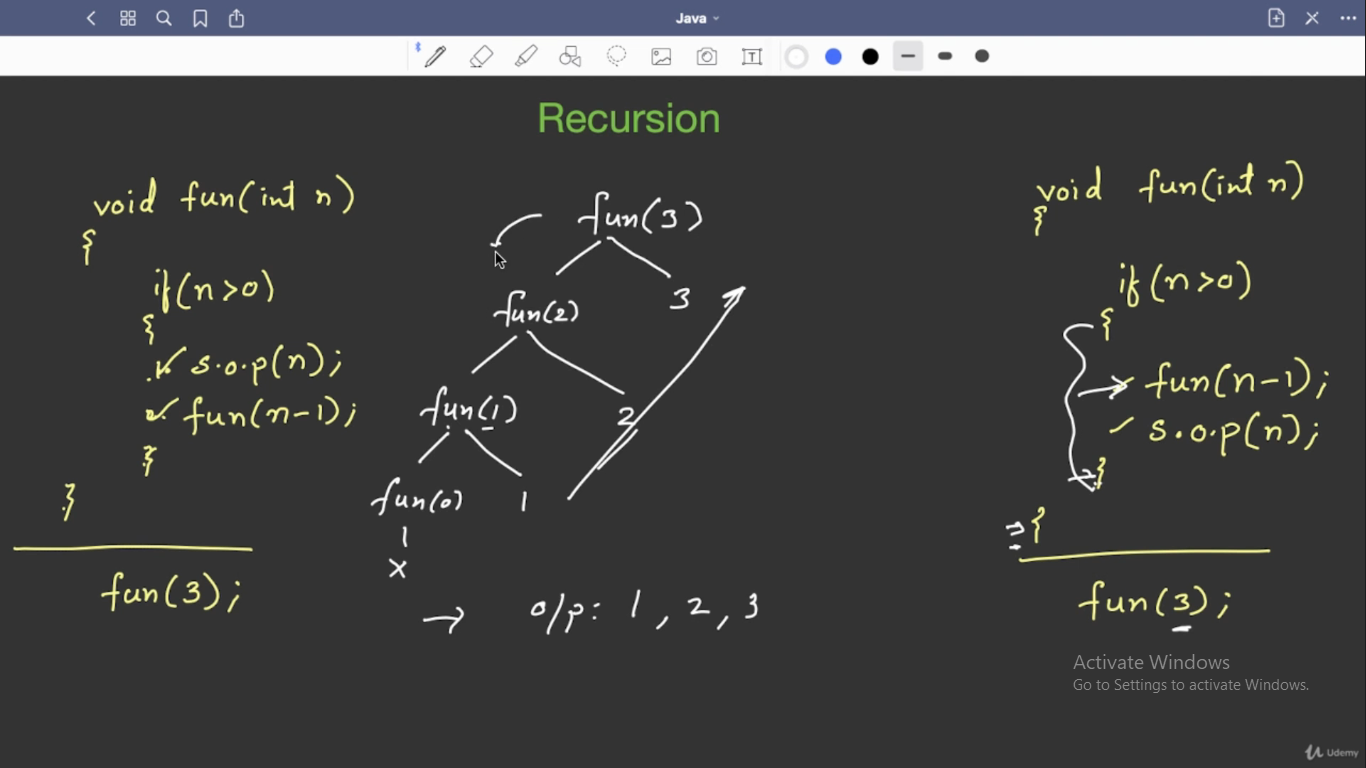 Java
T
Recursion
void fun(int n)
{
if(n>0)
{
s.o.p(n);
fun(n-1);
}
}
fun(3);
fun(3)
fun(2) 3
fun(1) 2
fun(0) 1
x
→ o/p: 1, 2, 3
void fun(int n)
{
if(n>0)
{
fun(n-1);
s.o.p(n);
}
⇒{
fun(3);
Activate Windows
Go to Settings to activate Windows.
Udemy